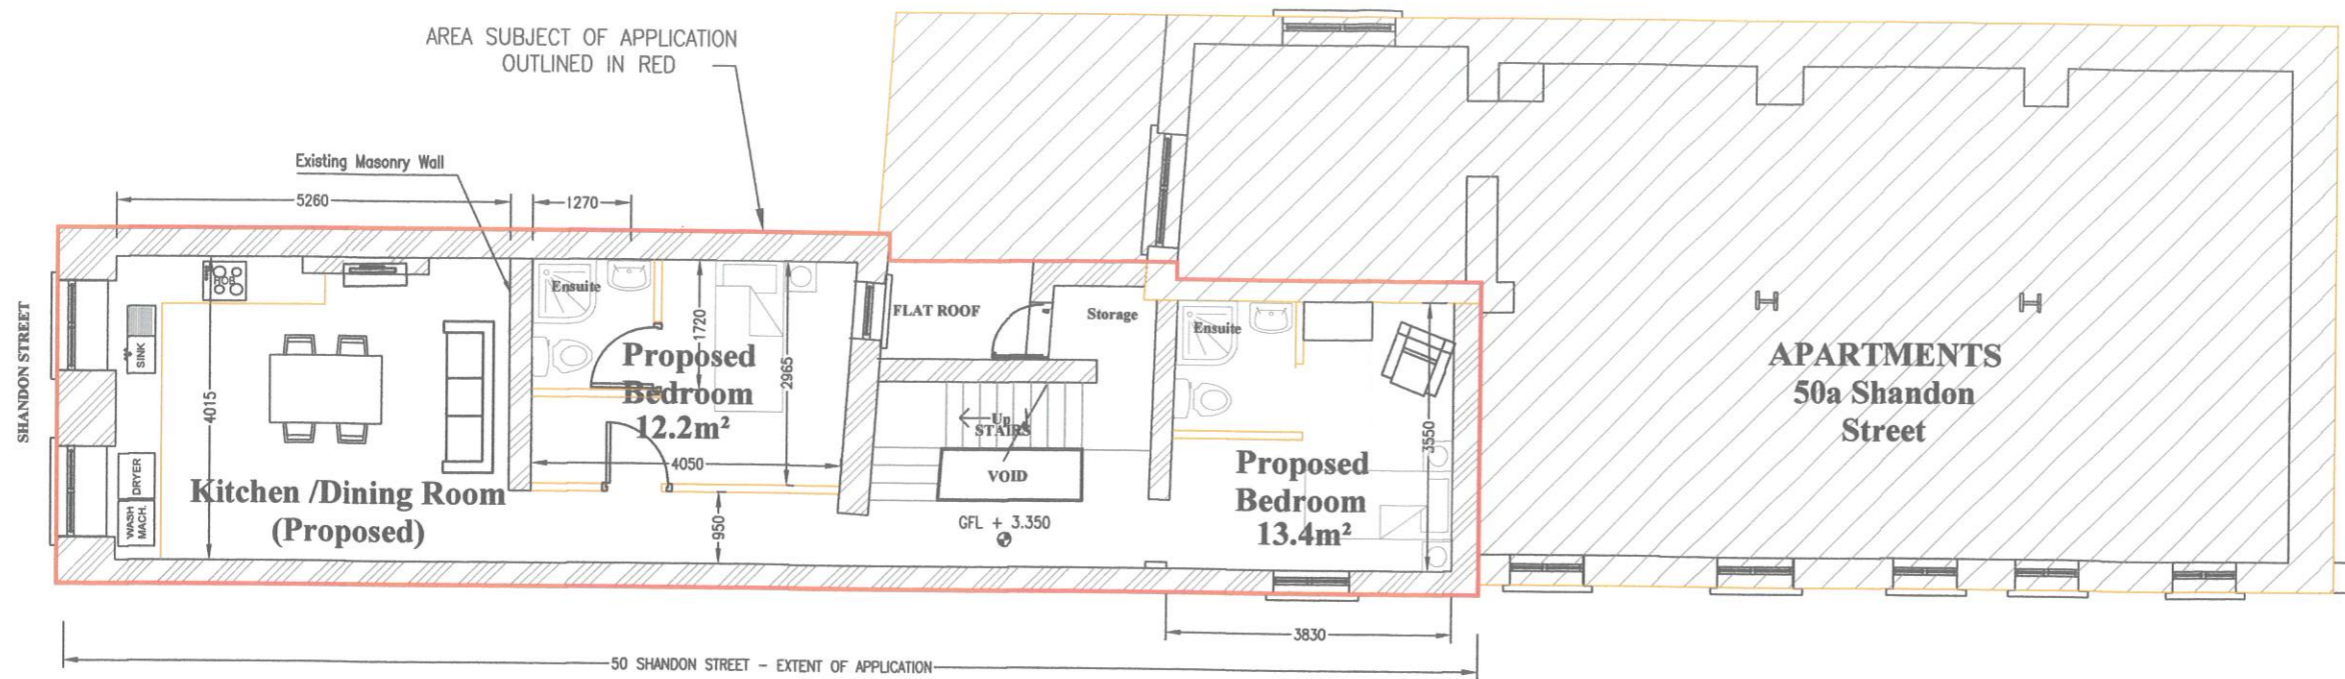 AREA SUBJECT OF APPLICATION
OUTLINED IN RED
Existing Masonry Wall
5260
1270
SHANDON STREET
HOB
SINK
4015
DRYER
WASH
MACH.
Kitchen /Dining Room
(Proposed)
Ensuite
1720
2965
Proposed
Bedroom
12.2m²
4050
950
FLAT ROOF
Storage
Up
STAIRS
VOID
GFL + 3.350
Ensuite
3550
Proposed
Bedroom
13.4m²
3830
APARTMENTS
50a Shandon
Street
50 SHANDON STREET - EXTENT OF APPLICATION